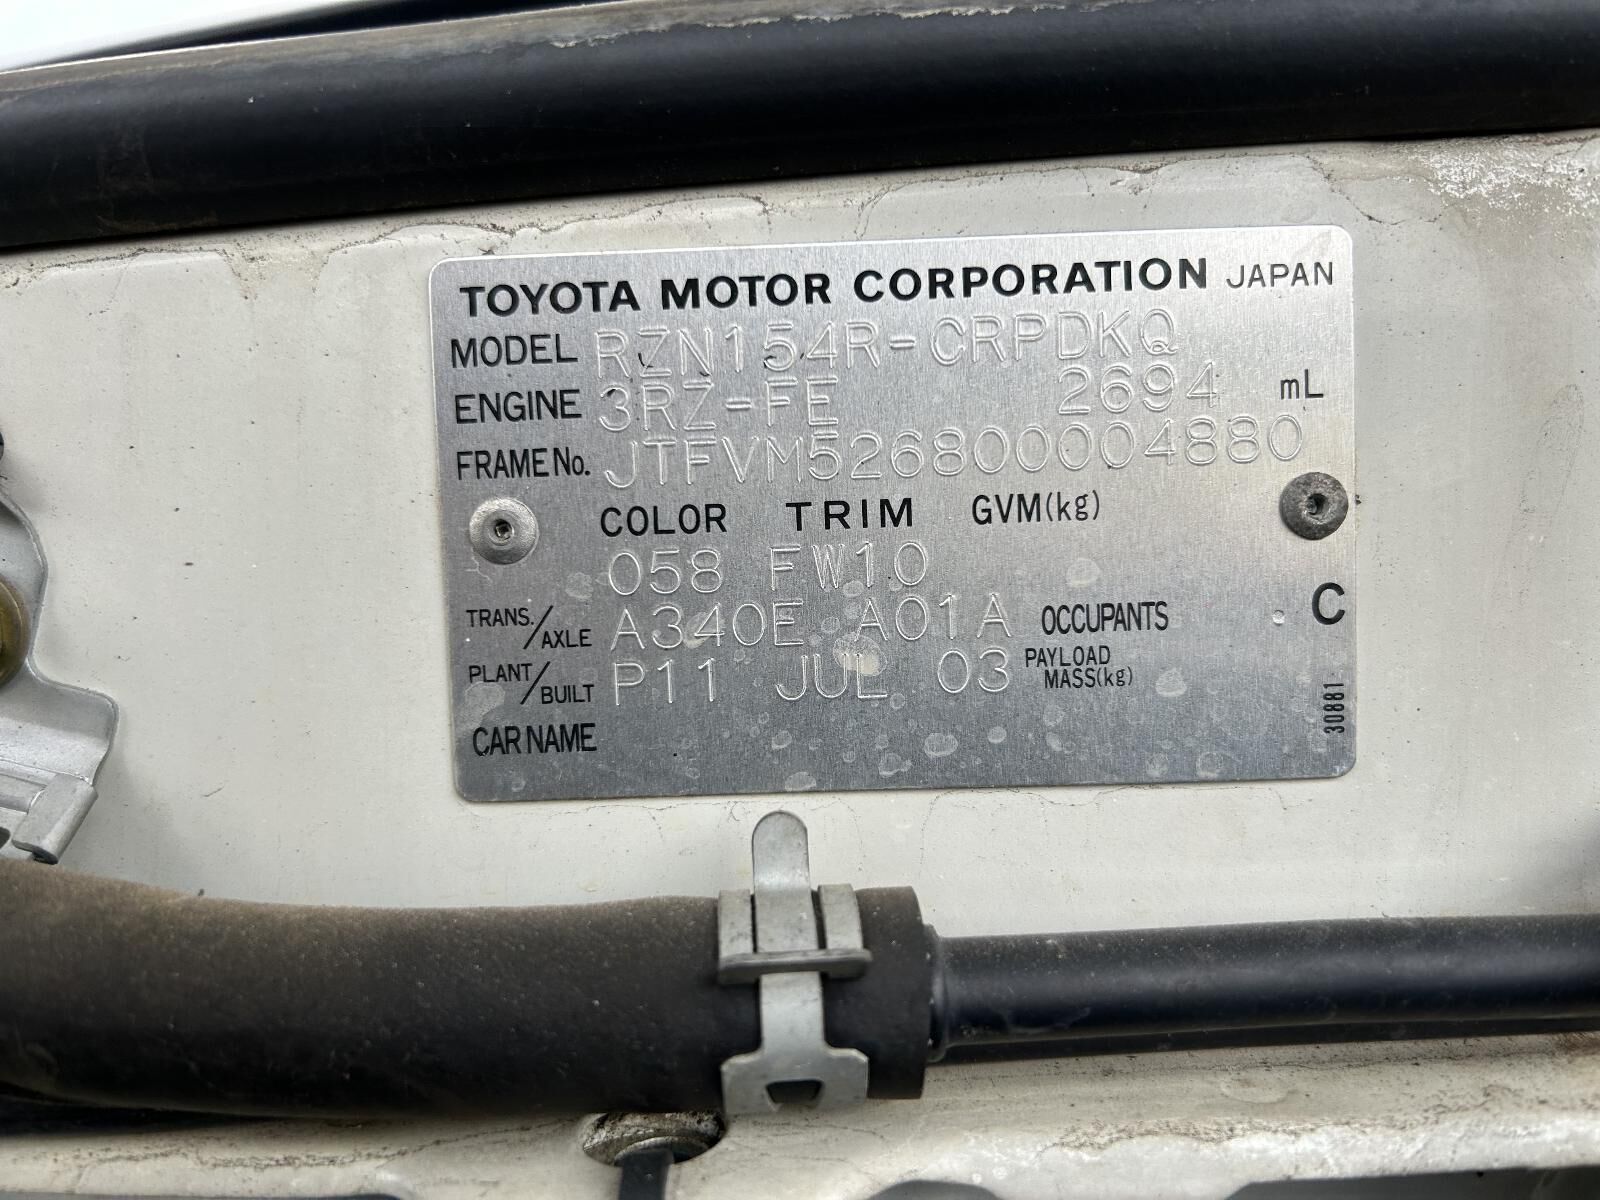 TOYOTA MOTOR CORPORATION JAPAN
MODEL RZN154R-CRPDKQ
ENGINE 3RZ-FE 2694 mL
FRAME No. JTFVM526800004880
COLOR TRIM GVM(kg)
058 FW10
TRANS./AXLE A340E A01A OCCUPANTS C
PLANT/BUILT P11 JUL 03 PAYLOAD MASS(kg)
CAR NAME
30881